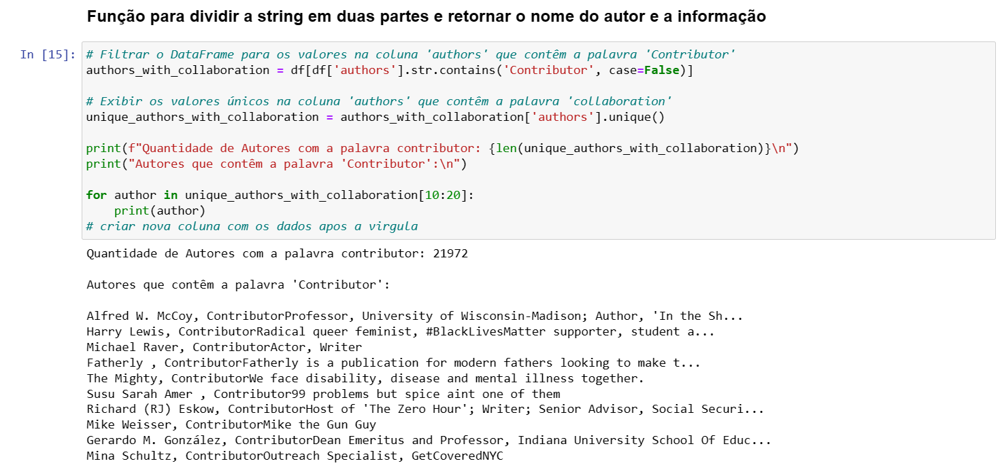 Função para dividir a string em duas partes e retornar o nome do autor e a informação
In [15]: # Filtrar o DataFrame para os valores na coluna 'authors' que contêm a palavra 'Contributor'
authors_with_collaboration = df[df['authors'].str.contains('Contributor', case=False)]
# Exibir os valores únicos na coluna 'authors' que contêm a palavra 'collaboration'
unique_authors_with_collaboration = authors_with_collaboration['authors'].unique()
print(f"Quantidade de Autores com a palavra contributor: {len(unique_authors_with_collaboration)}\n")
print("Autores que contêm a palavra 'Contributor':\n")
for author in unique_authors_with_collaboration[10:20]:
    print(author)
# criar nova coluna com os dados apos a virgula
Quantidade de Autores com a palavra contributor: 21972
Autores que contêm a palavra 'Contributor':
Alfred W. McCoy, ContributorProfessor, University of Wisconsin-Madison; Author, 'In the Sh...
Harry Lewis, ContributorRadical queer feminist, #BlackLivesMatter supporter, student a...
Michael Raver, ContributorActor, Writer
Fatherly , ContributorFatherly is a publication for modern fathers looking to make t...
The Mighty, ContributorWe face disability, disease and mental illness together.
Susu Sarah Amer , Contributor99 problems but spice aint one of them
Richard (RJ) Eskow, ContributorHost of 'The Zero Hour'; Writer; Senior Advisor, Social Securi...
Mike Weisser, ContributorMike the Gun Guy
Gerardo M. González, ContributorDean Emeritus and Professor, Indiana University School Of Educ...
Mina Schultz, ContributorOutreach Specialist, GetCoveredNYC